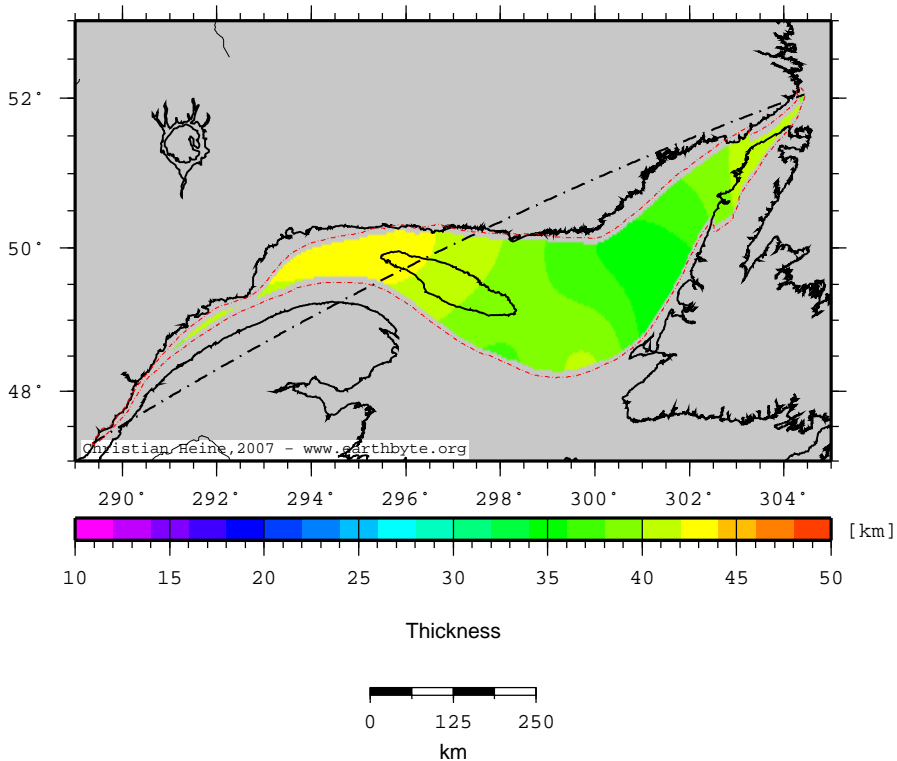 52°
50°
48°
Christian Heine,2007 - www.earthbyte.org
290° 292° 294° 296° 298° 300° 302° 304°
[km]
10 15 20 25 30 35 40 45 50
Thickness
0 125 250
km